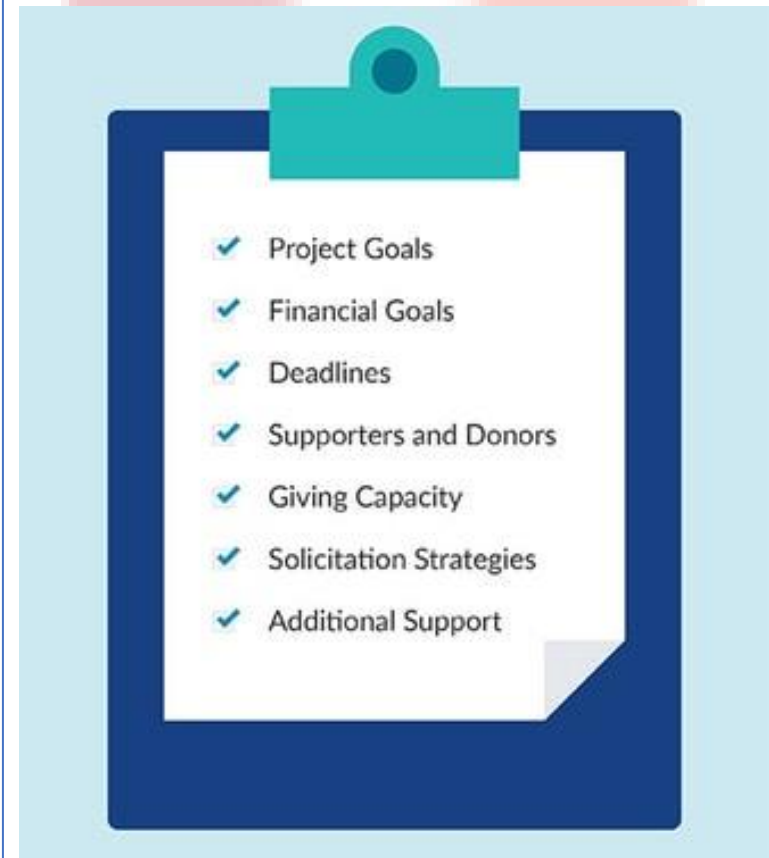 Project Goals
Financial Goals
Deadlines
Supporters and Donors
Giving Capacity
Solicitation Strategies
Additional Support